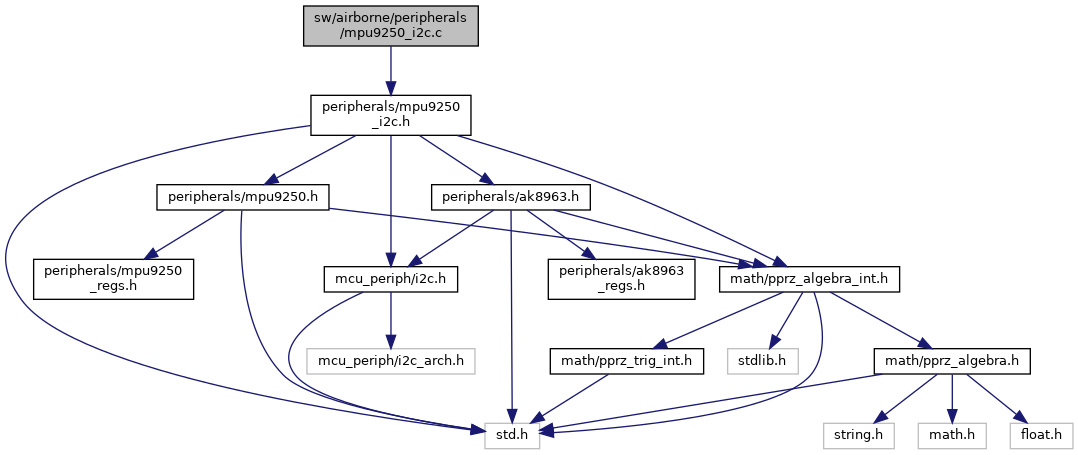 sw/airborne/peripherals
/mpu9250_i2c.c
peripherals/mpu9250
_i2c.h
peripherals/mpu9250.h
peripherals/ak8963.h
peripherals/mpu9250
_regs.h
mcu_periph/i2c.h
peripherals/ak8963
_regs.h
math/pprz_algebra_int.h
mcu_periph/i2c_arch.h
math/pprz_trig_int.h
stdlib.h
math/pprz_algebra.h
std.h
string.h
math.h
float.h